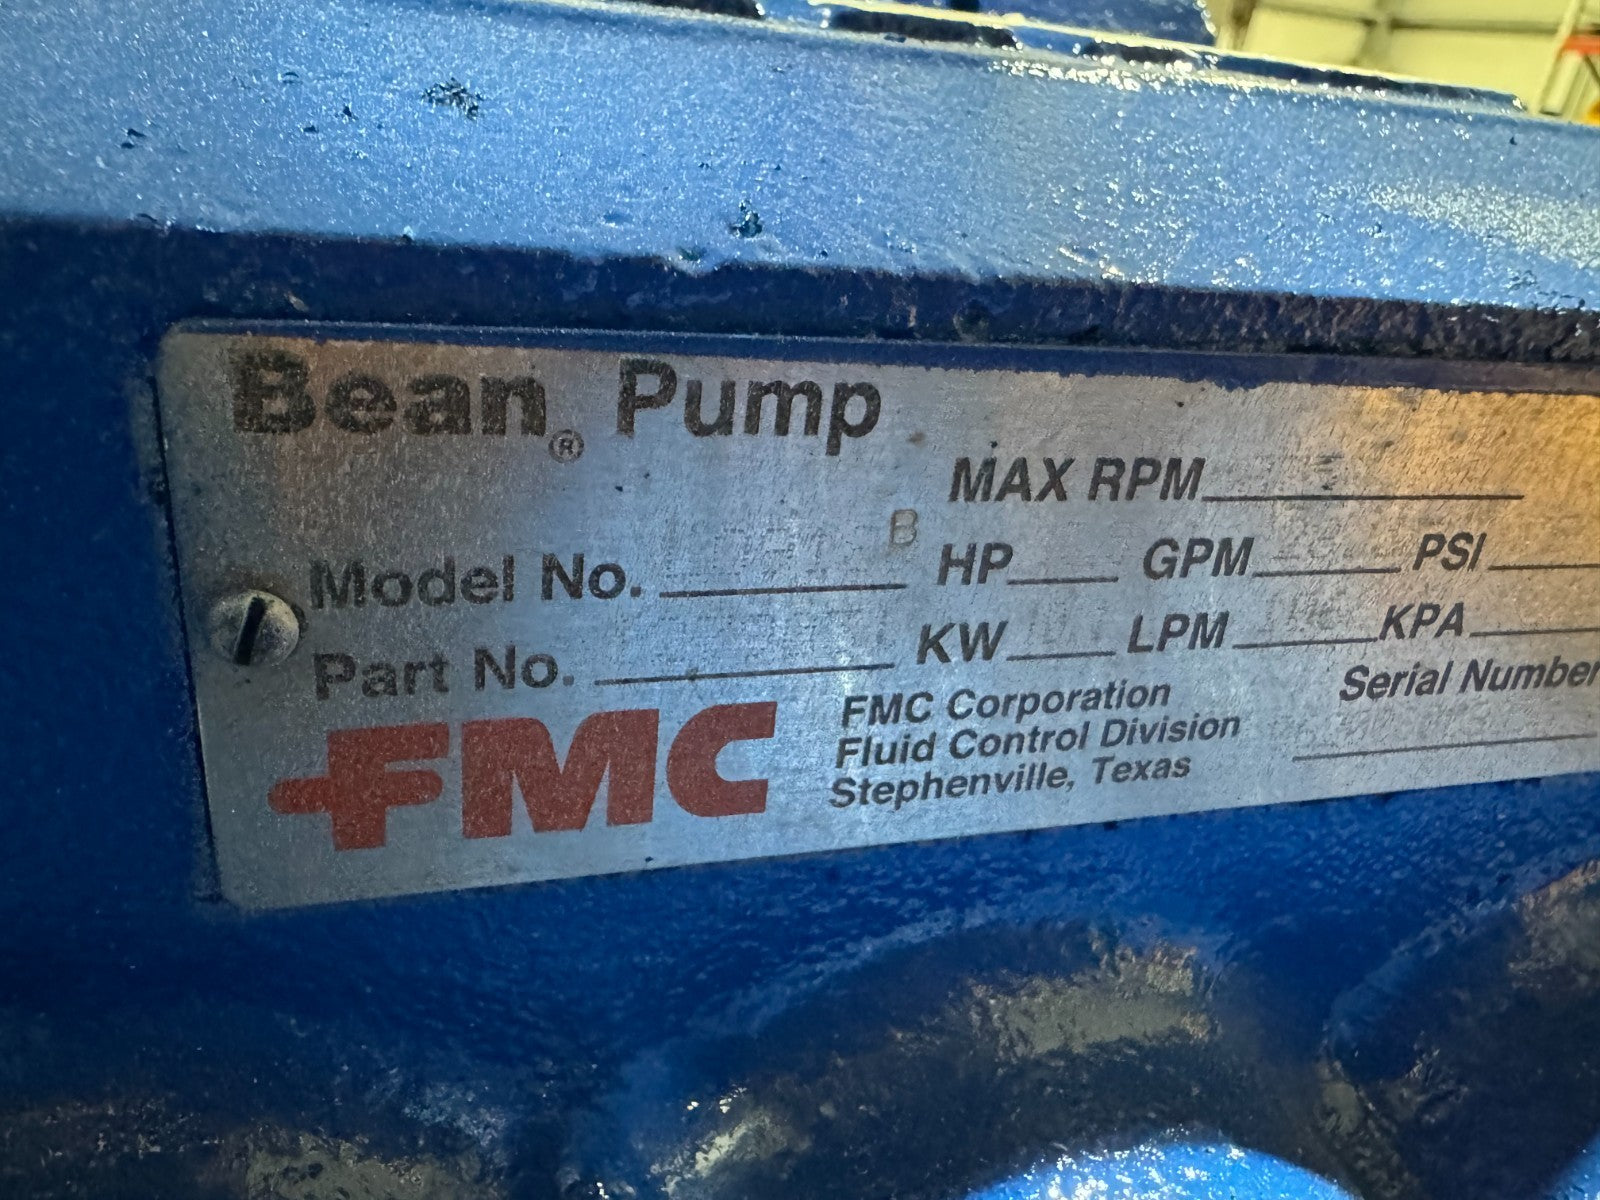 Bean® Pump
MAX RPM
B
Model No. HP GPM PSI
Part No. KW LPM KPA
FMC
FMC Corporation
Fluid Control Division
Stephenville, Texas
Serial Number